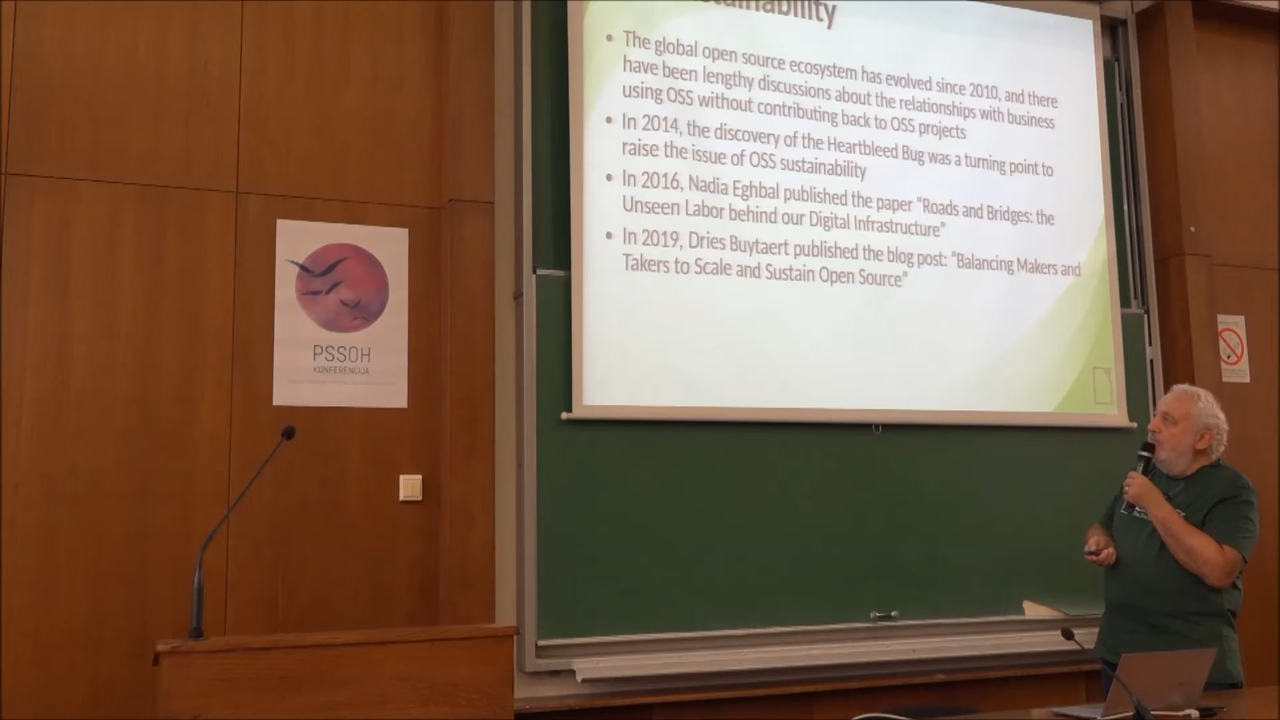 sustainability
• The global open source ecosystem has evolved since 2010, and there
have been lengthy discussions about the relationships with business
using OSS without contributing back to OSS projects
• In 2014, the discovery of the Heartbleed Bug was a turning point to
raise the issue of OSS sustainability
• In 2016, Nadia Eghbal published the paper "Roads and Bridges: the
Unseen Labor behind our Digital Infrastructure"
• In 2019, Dries Buytaert published the blog post: "Balancing Makers and
Takers to Scale and Sustain Open Source"
PSSOH
KONFERENCIJA